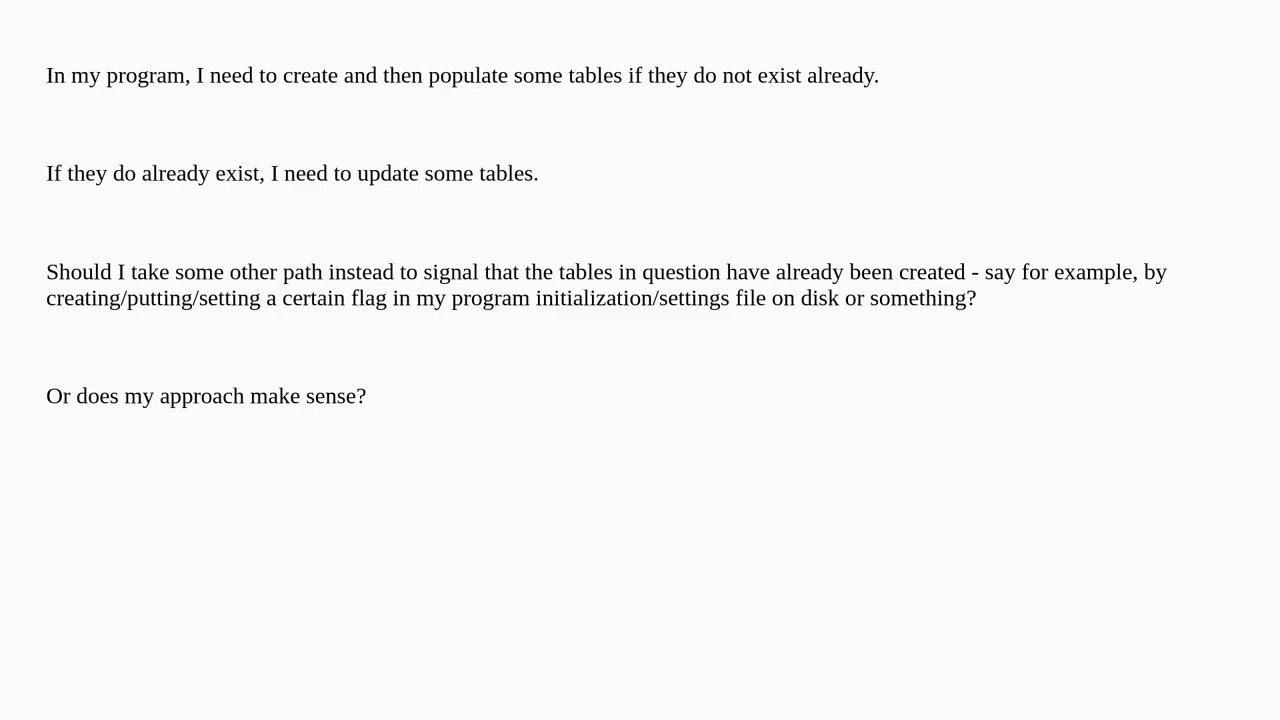 In my program, I need to create and then populate some tables if they do not exist already.
If they do already exist, I need to update some tables.
Should I take some other path instead to signal that the tables in question have already been created - say for example, by
creating/putting/setting a certain flag in my program initialization/settings file on disk or something?
Or does my approach make sense?